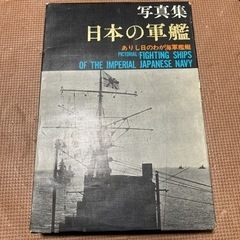 写真集
日本の軍艦
ありし日のわが海軍艦艇
PICTORIAL FIGHTING SHIPS
OF THE IMPERIAL JAPANESE NAVY